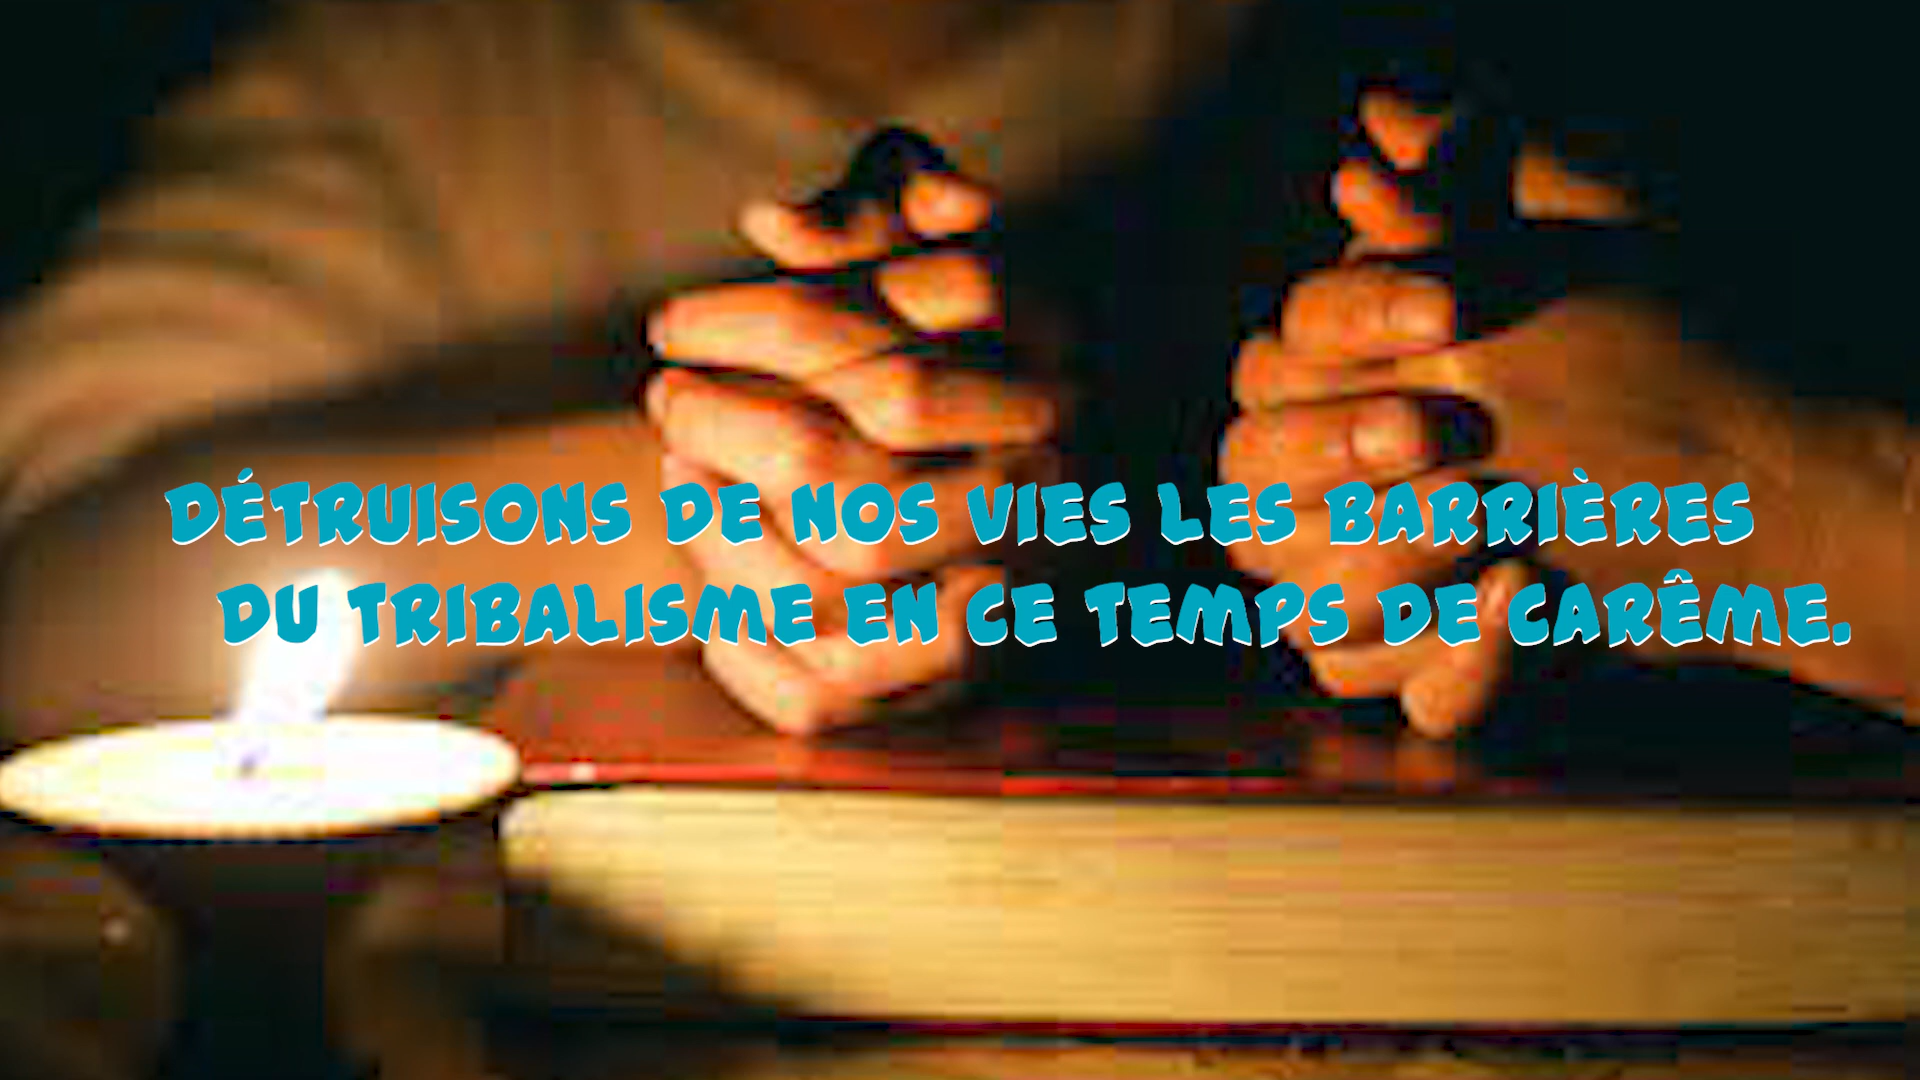 DÉTRUISONS DE NOS VIES LES BARRIÈRES
DU TRIBALISME EN CE TEMPS DE CARÊME.